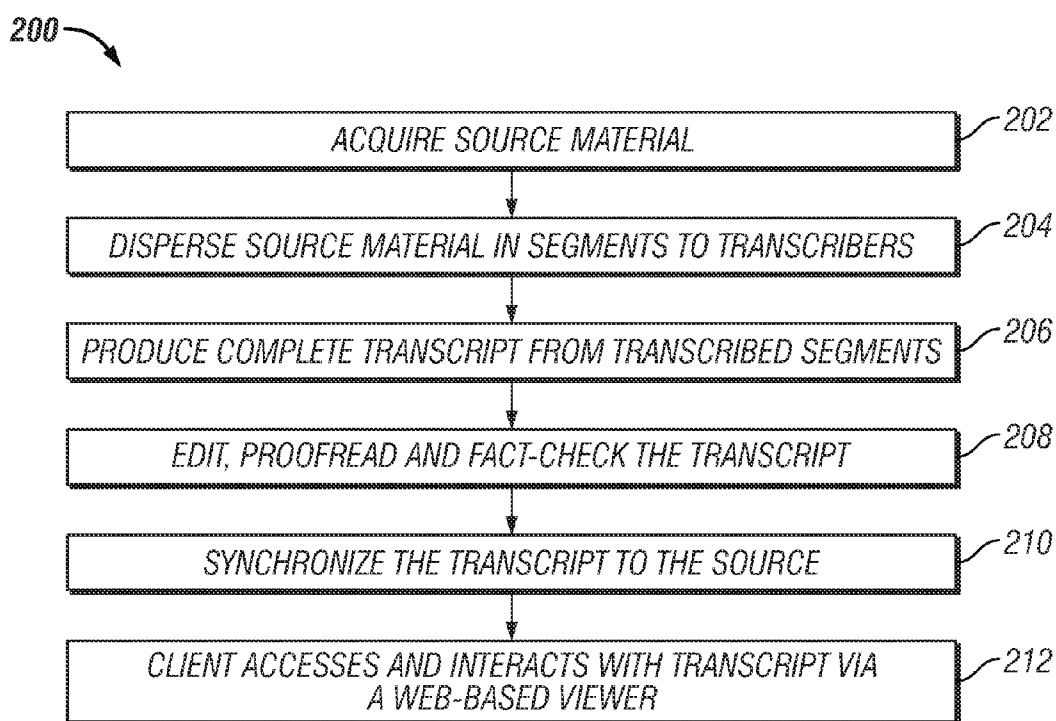 200
ACQUIRE SOURCE MATERIAL
202
DISPERSE SOURCE MATERIAL IN SEGMENTS TO TRANSCRIBERS
204
PRODUCE COMPLETE TRANSCRIPT FROM TRANSCRIBED SEGMENTS
206
EDIT, PROOFREAD AND FACT-CHECK THE TRANSCRIPT
208
SYNCHRONIZE THE TRANSCRIPT TO THE SOURCE
210
CLIENT ACCESSES AND INTERACTS WITH TRANSCRIPT VIA
A WEB-BASED VIEWER
212